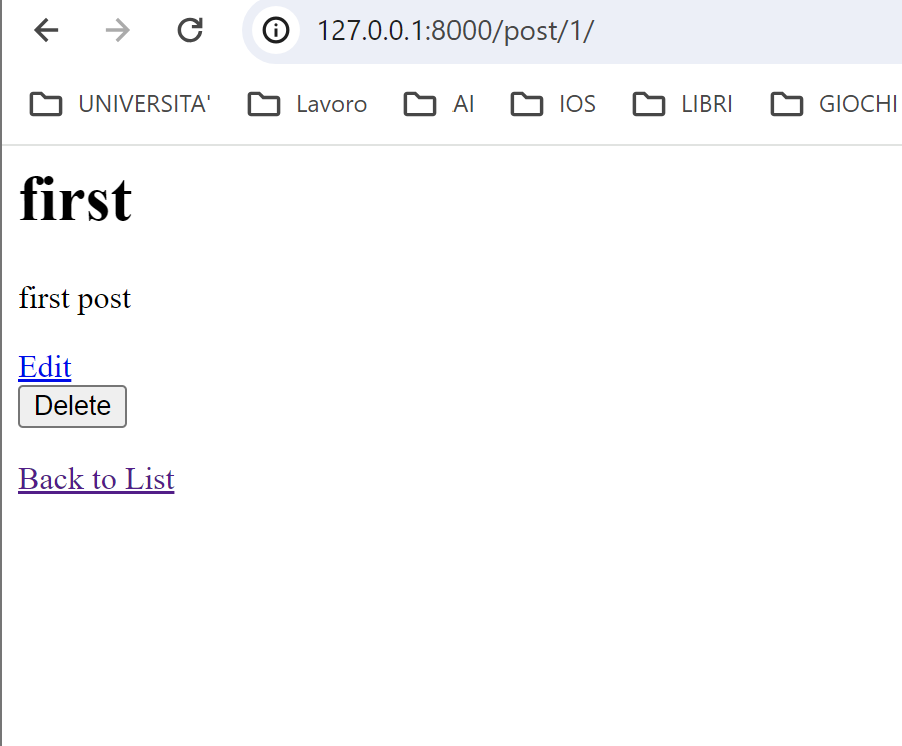 127.0.0.1:8000/post/1/
UNIVERSITA' Lavoro AI IOS LIBRI GIOCHI
first
first post
Edit
Delete
Back to List